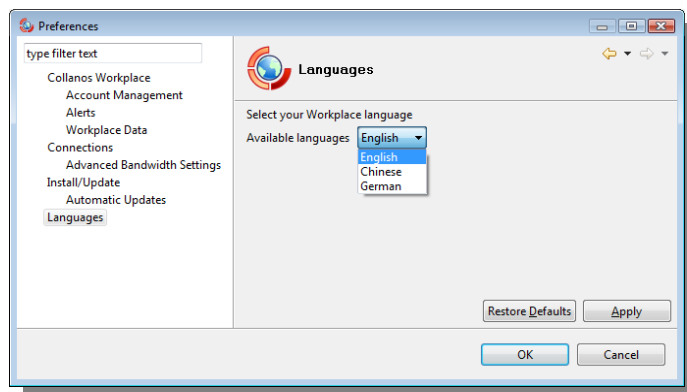 Preferences
type filter text
Collanos Workplace
Account Management
Alerts
Workplace Data
Connections
Advanced Bandwidth Settings
Install/Update
Automatic Updates
Languages
Languages
Select your Workplace language
Available languages English
English
Chinese
German
Restore Defaults Apply
OK Cancel